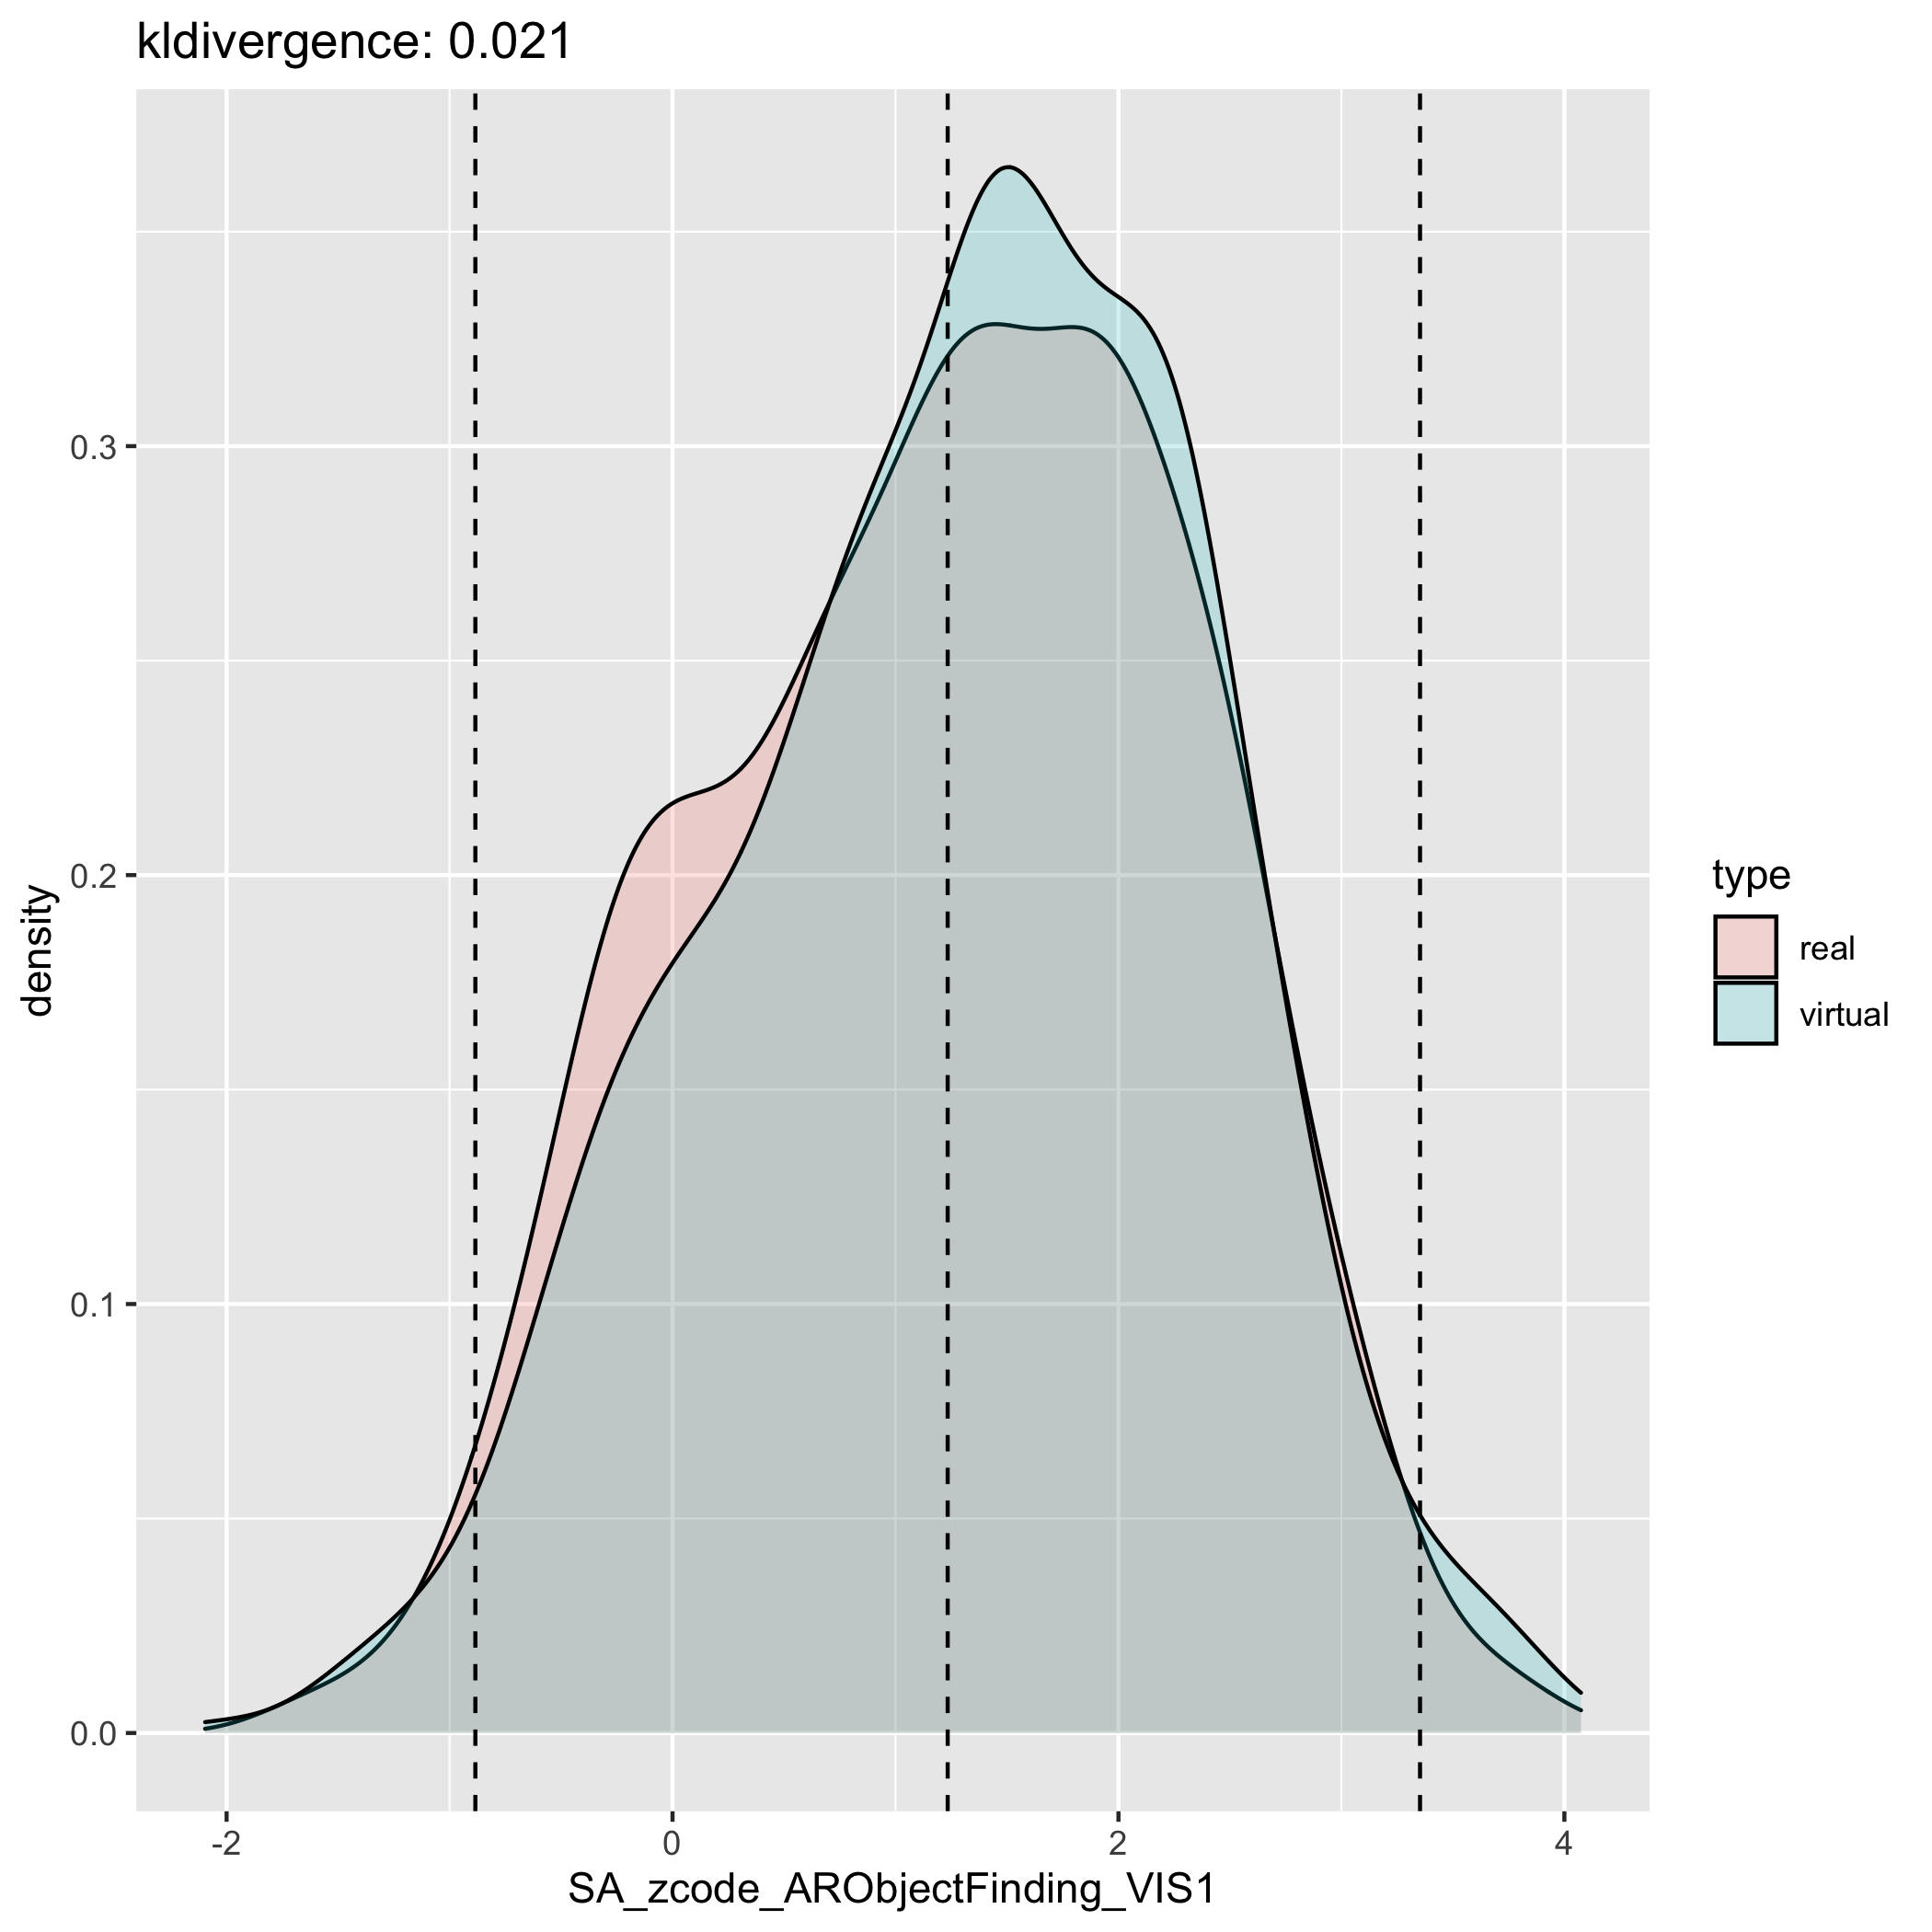 kldivergence: 0.021
density
0.3
0.2
0.1
0.0
-2 0 2 4
SA_zcode_ARObjectFinding_VIS1
type
real
virtual